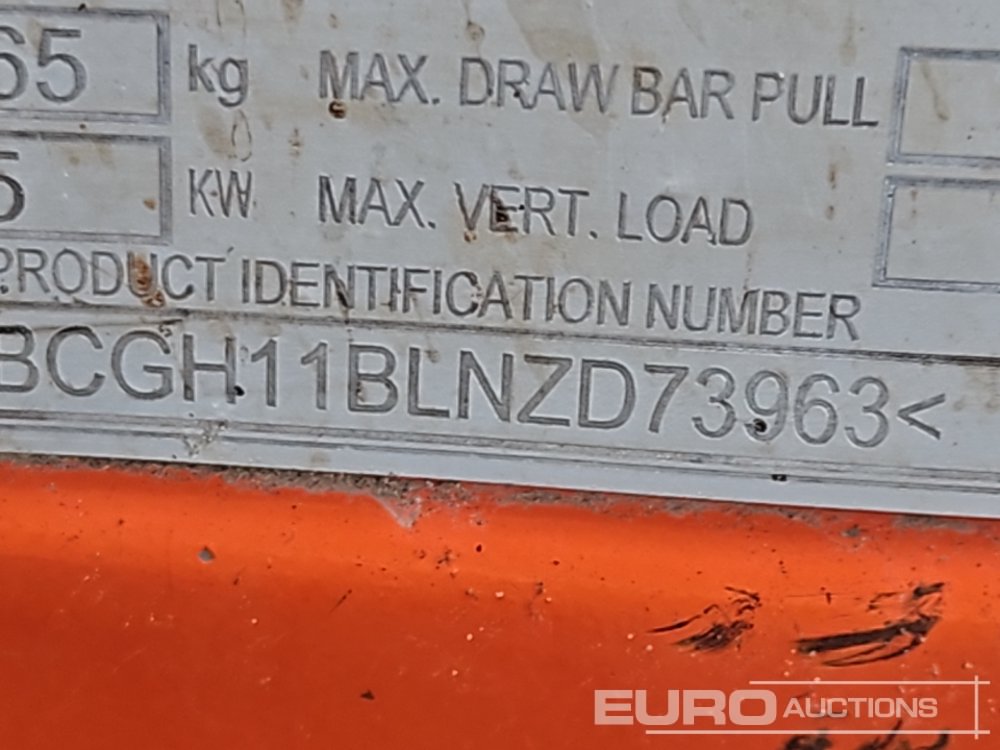 65 kg MAX. DRAW BAR PULL
5 KW MAX. VERT. LOAD
PRODUCT IDENTIFICATION NUMBER
BCGH11BLNZD73963<
EURO AUCTIONS